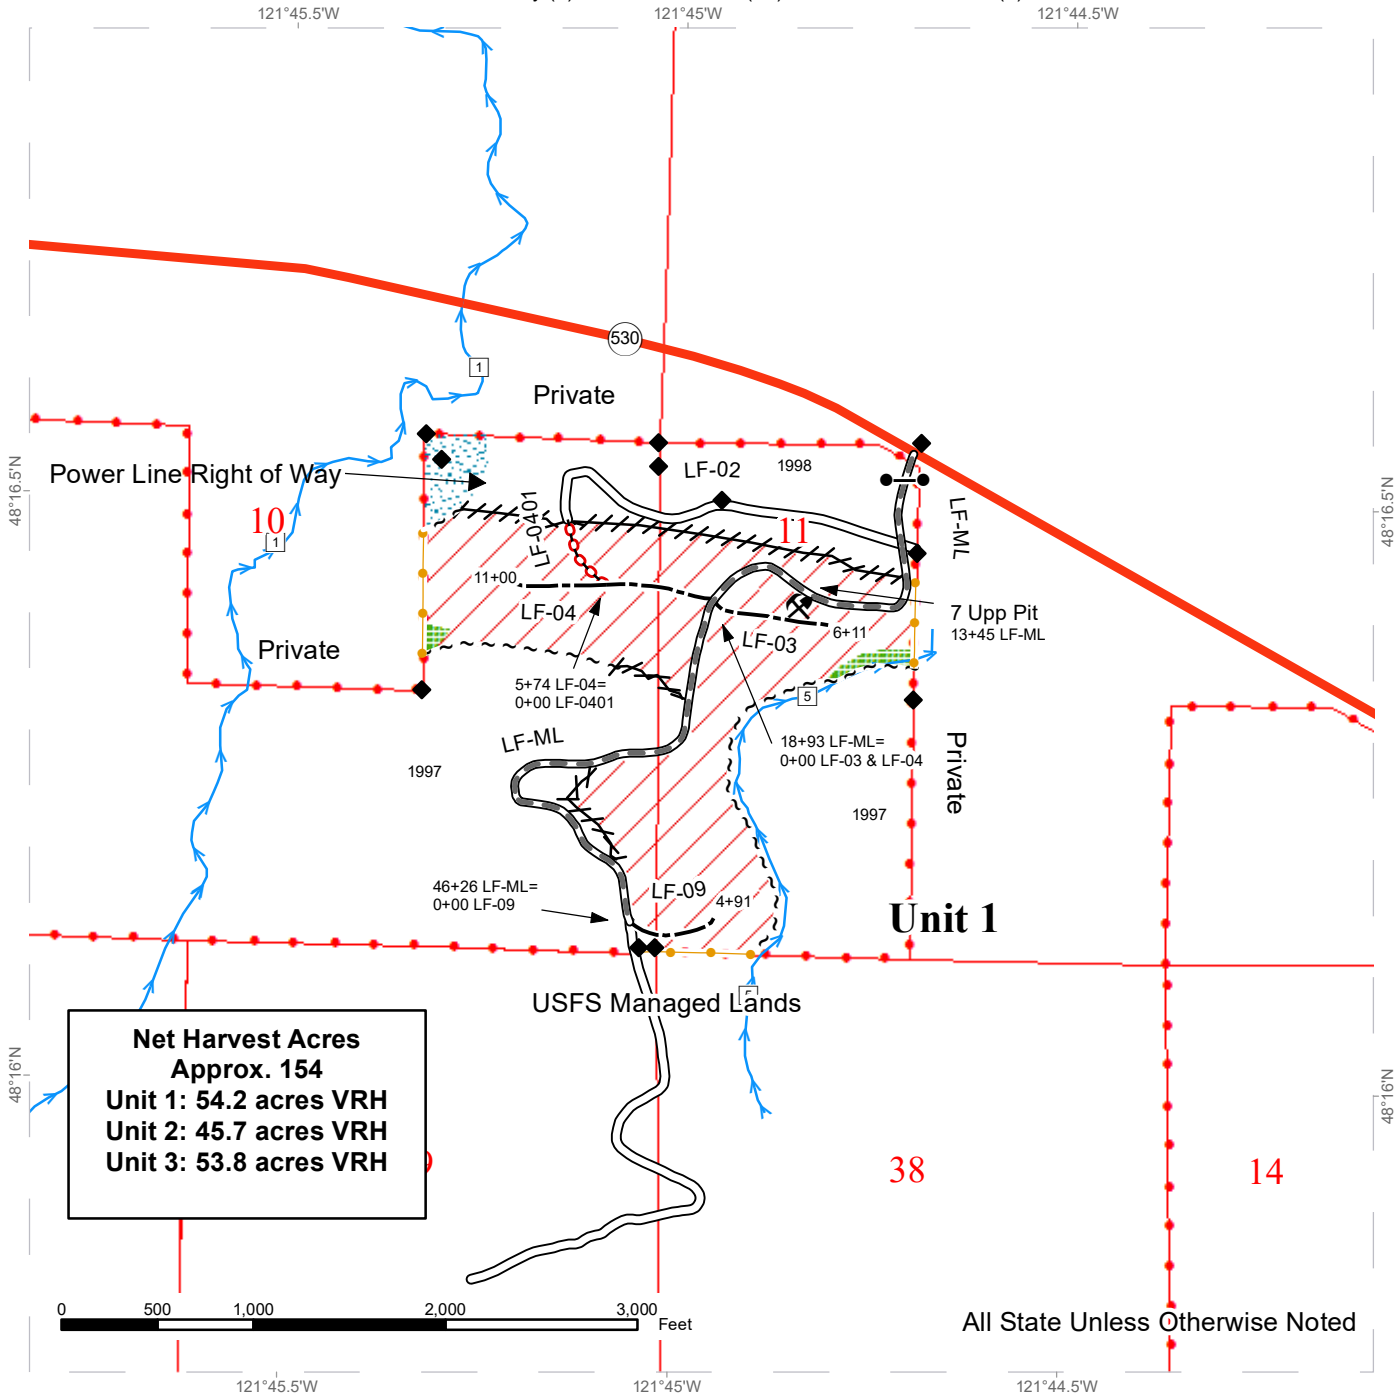 121°45.5'W
121°45'W
121°44.5'W
530
1
Private
LF-02
1998
Power Line Right of Way
48°16.5'N
48°16.5'N
10
1
LF-0401
11
LF-ML
11+00
LF-04
LF-03
6+11
7 Upp Pit
13+45 LF-ML
Private
5+74 LF-04=
0+00 LF-0401
5
LF-ML
18+93 LF-ML=
0+00 LF-03 & LF-04
Private
1997
1997
46+26 LF-ML=
0+00 LF-09
LF-09
4+91
Unit 1
5
USFS Managed Lands
48°16'N
48°16'N
Net Harvest Acres
Approx. 154
Unit 1: 54.2 acres VRH
Unit 2: 45.7 acres VRH
Unit 3: 53.8 acres VRH
38
14
0
500
1,000
2,000
3,000
Feet
All State Unless Otherwise Noted
121°45.5'W
121°45'W
121°44.5'W